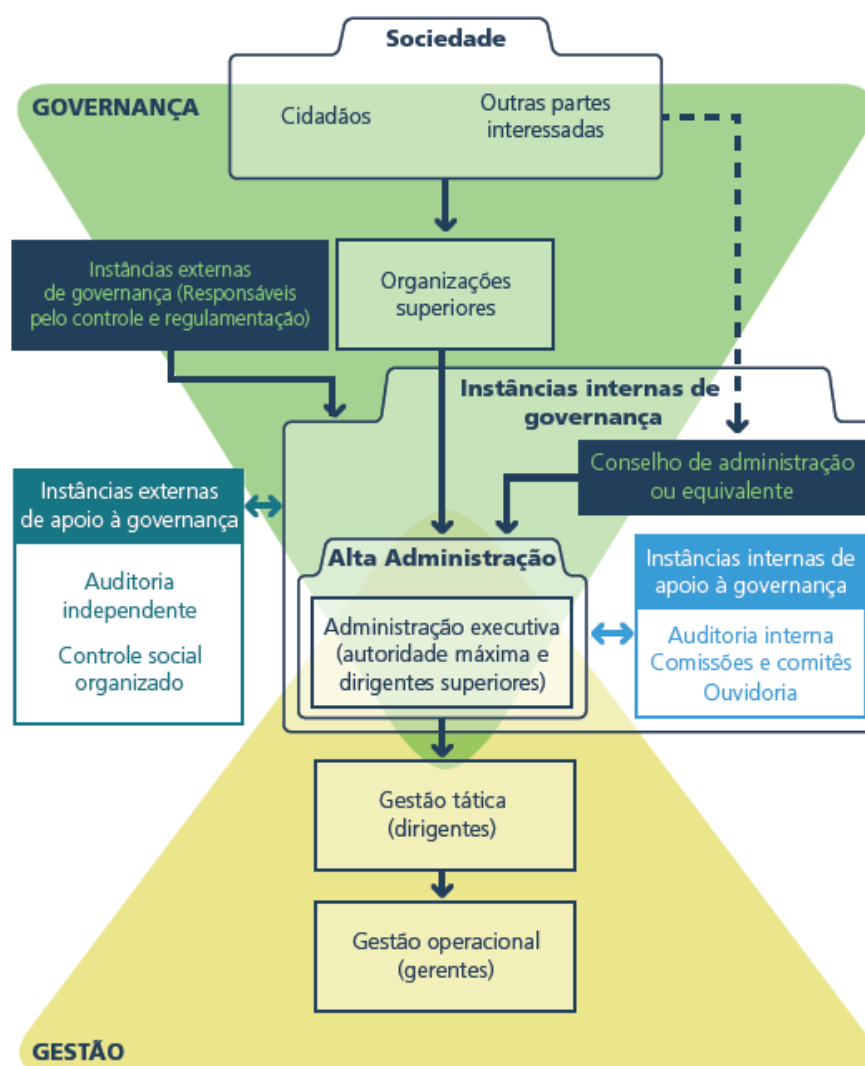 Sociedade
GOVERNANÇA
Cidadãos
Outras partes
interessadas
Instâncias externas
de governança (Responsáveis
pelo controle e regulamentação)
Organizações
superiores
Instâncias internas de
governança
Conselho de administração
ou equivalente
Instâncias externas
de apoio à governança
Auditoria
independente
Controle social
organizado
Alta Administração
Administração executiva
(autoridade máxima e
dirigentes superiores)
Instâncias internas de
apoio à governança
Auditoria interna
Comissões e comitês
Ouvidoria
Gestão tática
(dirigentes)
Gestão operacional
(gerentes)
GESTÃO